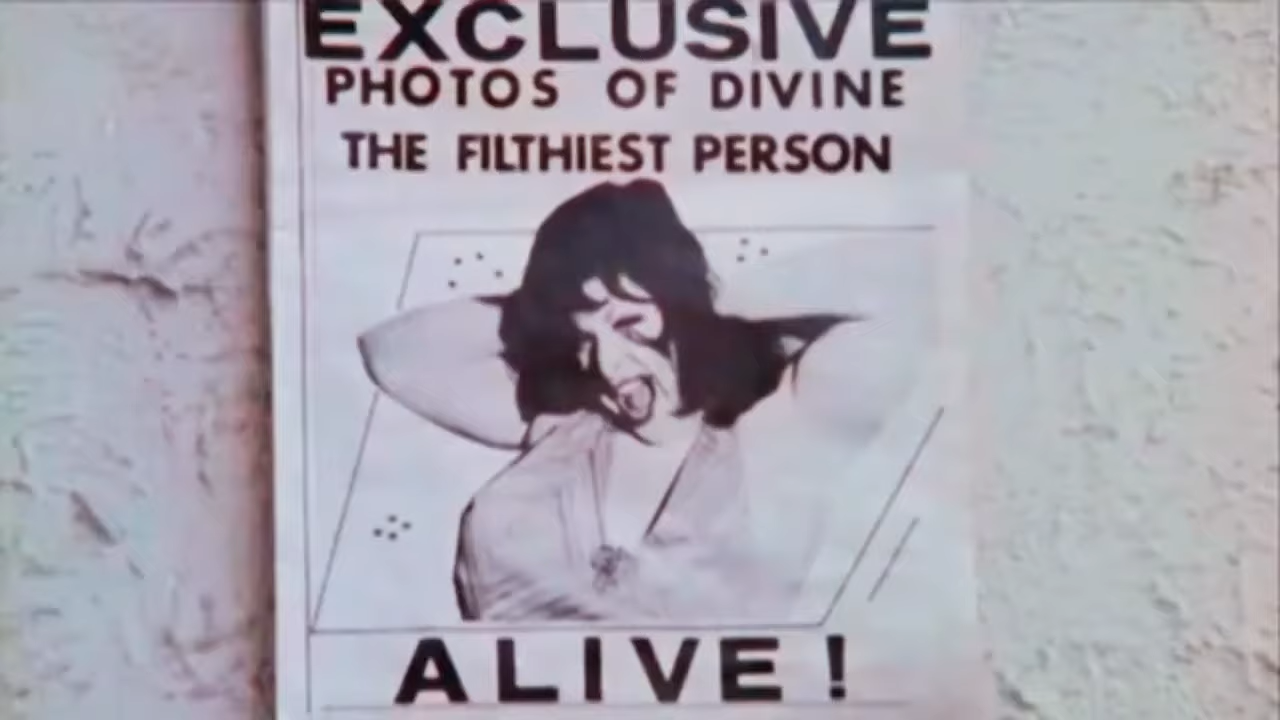 EXCLUSIVE
PHOTOS OF DIVINE
THE FILTHIEST PERSON
ALIVE!